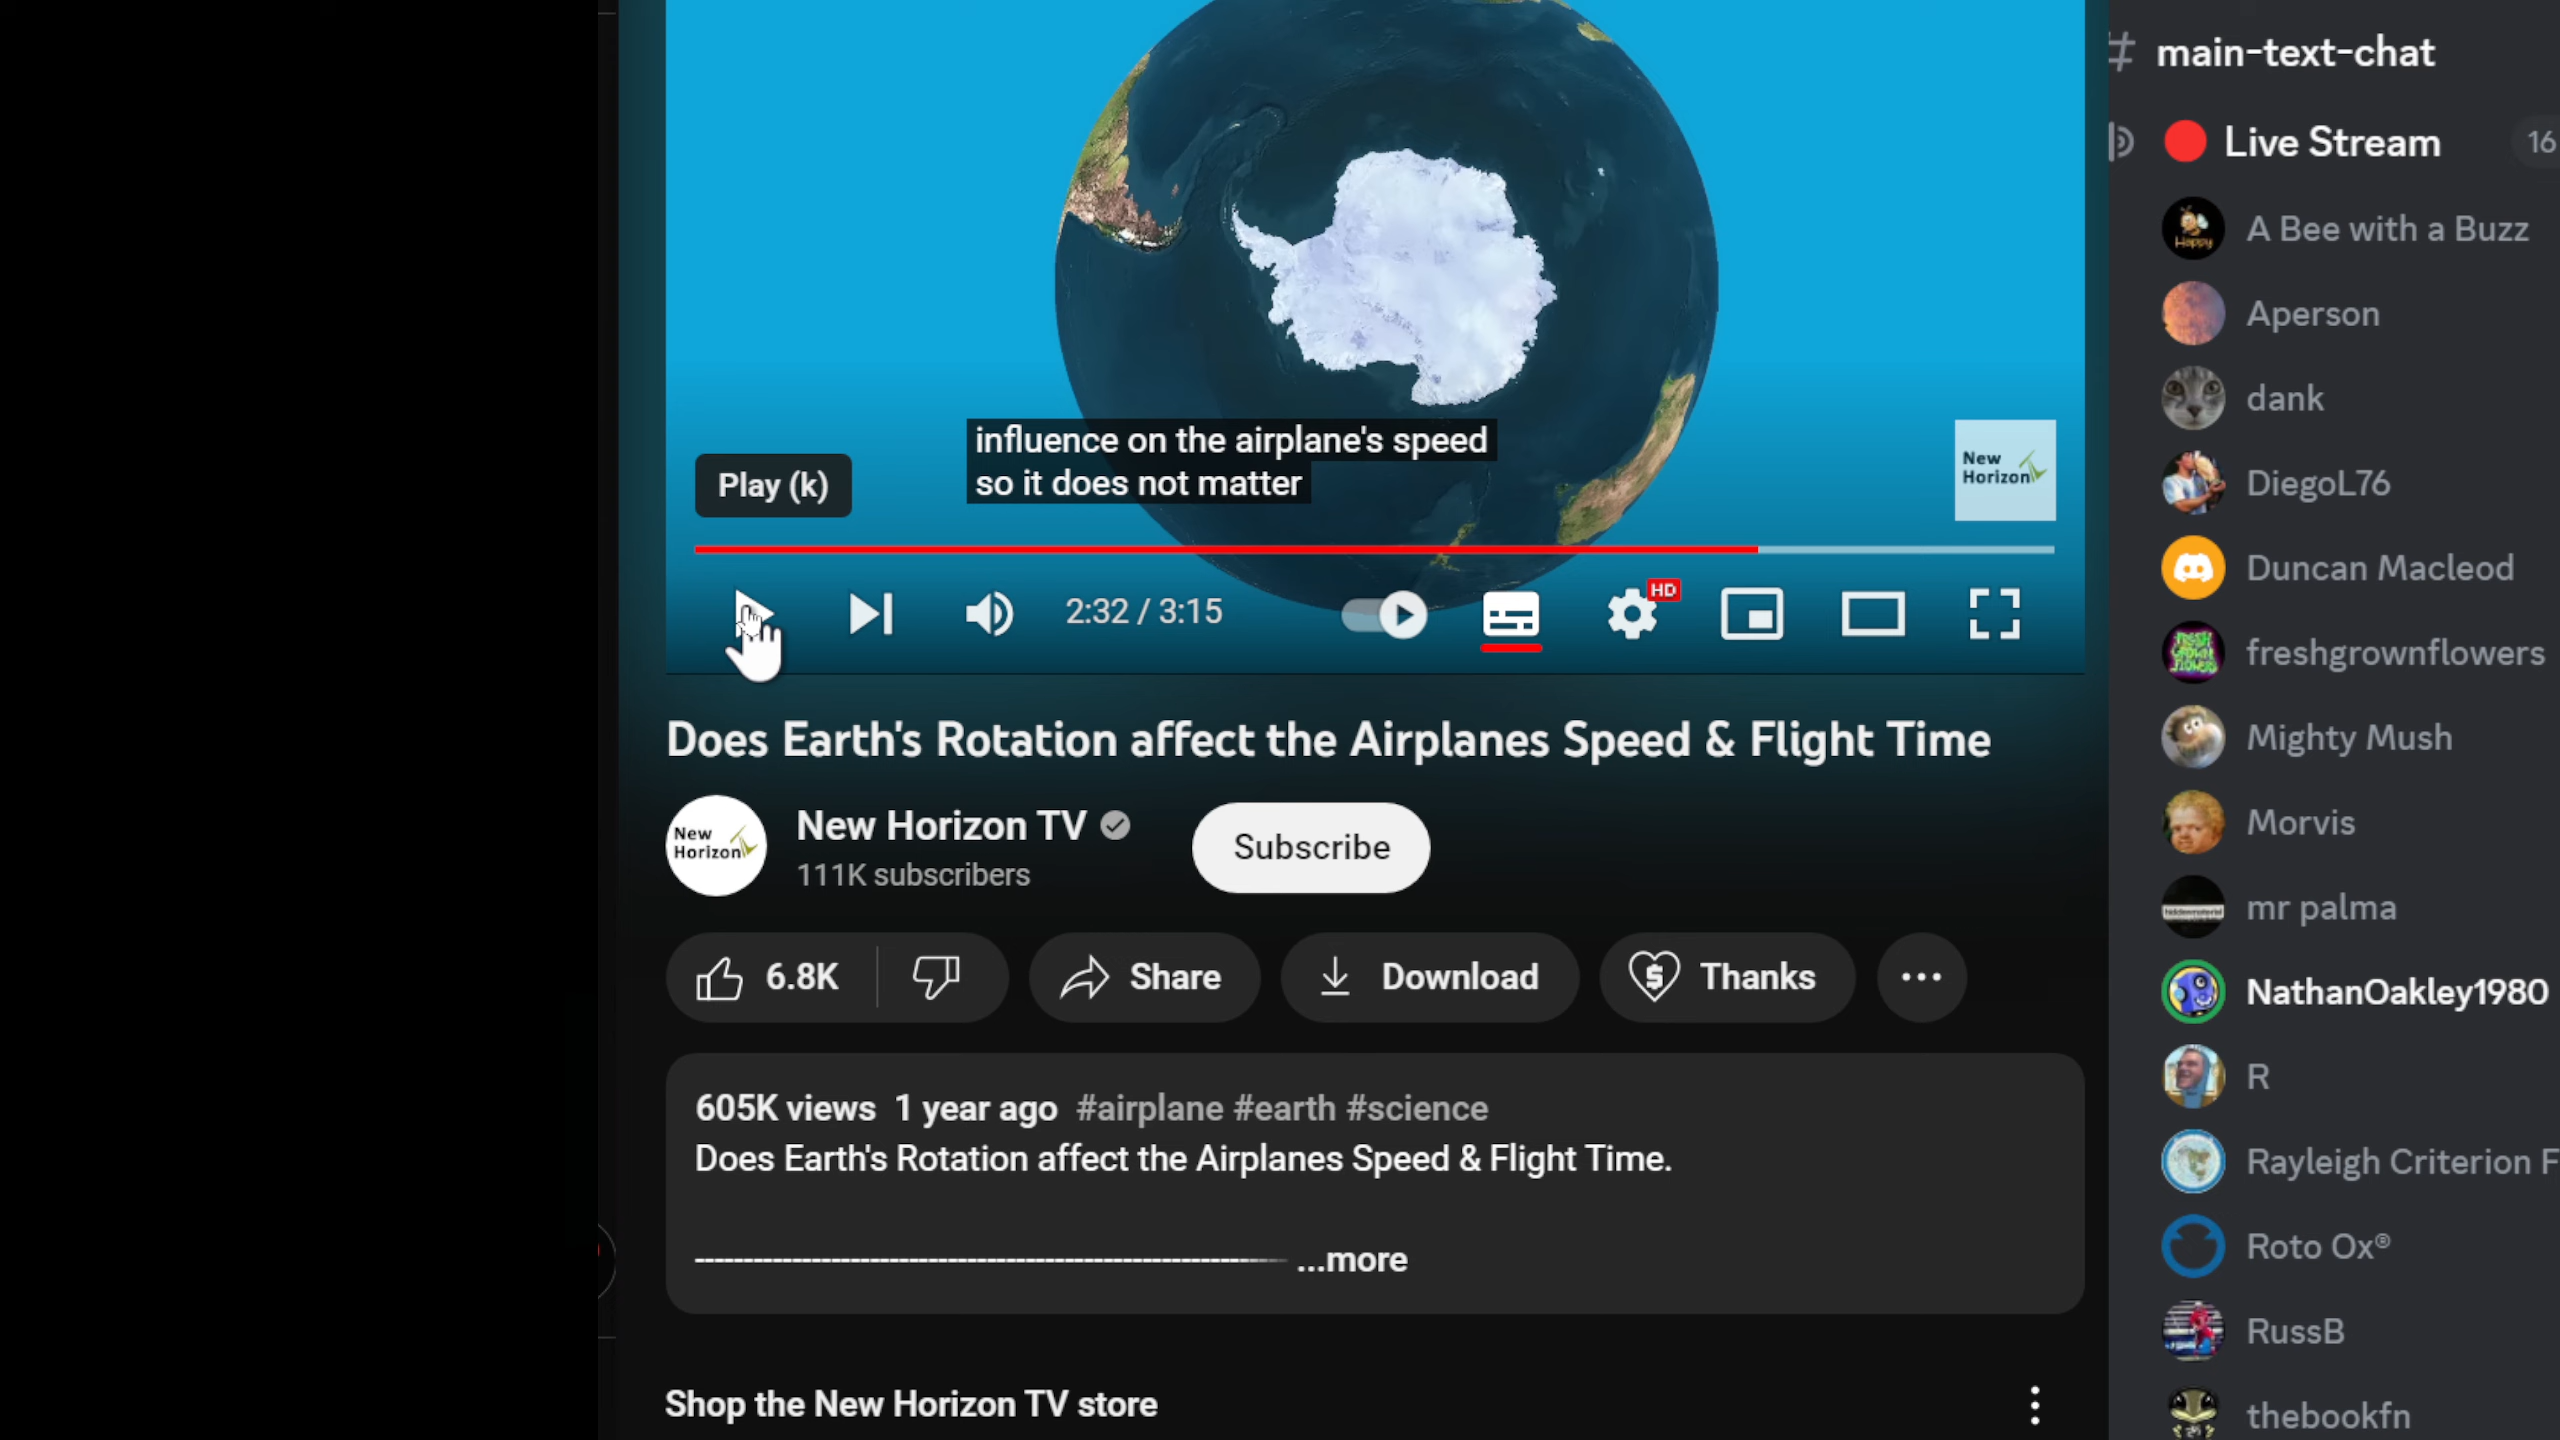 influence on the airplane's speed
so it does not matter
New
Horizon
Play (k)
2:32 / 3:15
HD
Does Earth's Rotation affect the Airplanes Speed & Flight Time
New
Horizon
New Horizon TV
111K subscribers
Subscribe
6.8K
Share
Download
Thanks
605K views 1 year ago #airplane #earth #science
Does Earth's Rotation affect the Airplanes Speed & Flight Time.
...more
Shop the New Horizon TV store
# main-text-chat
Live Stream
16
Happy
A Bee with a Buzz
Aperson
dank
DiegoL76
Duncan Macleod
FRESH
GROWN
FLOWERS
freshgrownflowers
Mighty Mush
Morvis
mr palma
NathanOakley1980
R
Rayleigh Criterion F
Roto Ox®
RussB
thebookfn